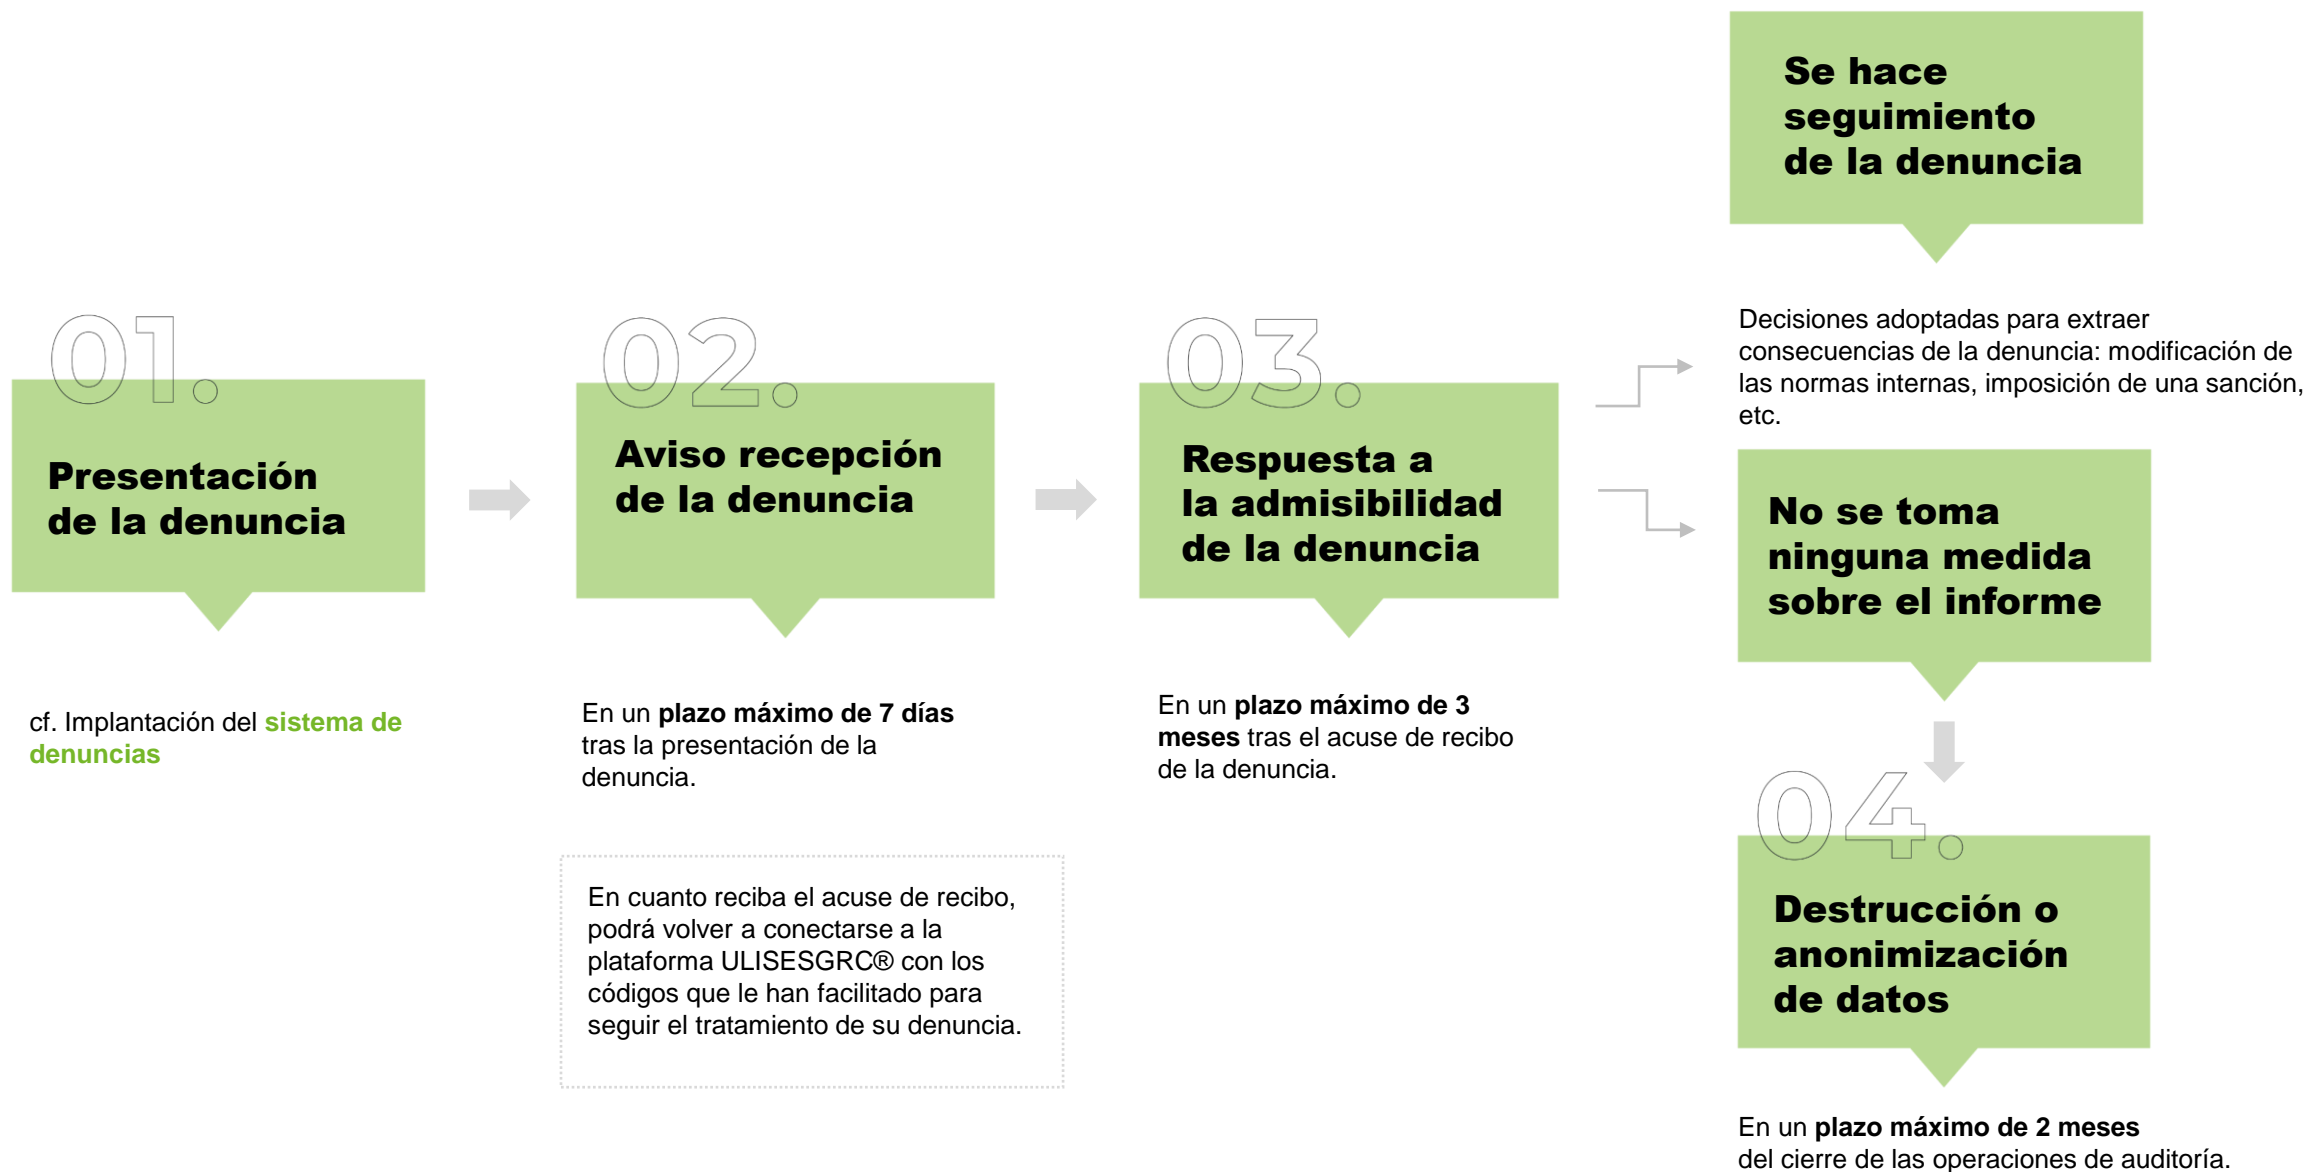 01.
Presentación
de la denuncia
cf. Implantación del sistema de
denuncias
02.
Aviso recepción
de la denuncia
En un plazo máximo de 7 días
tras la presentación de la
denuncia.
En cuanto reciba el acuse de recibo,
podrá volver a conectarse a la
plataforma ULISESGRC® con los
códigos que le han facilitado para
seguir el tratamiento de su denuncia.
03.
Respuesta a
la admisibilidad
de la denuncia
En un plazo máximo de 3
meses tras el acuse de recibo
de la denuncia.
Se hace
seguimiento
de la denuncia
Decisiones adoptadas para extraer
consecuencias de la denuncia: modificación de
las normas internas, imposición de una sanción,
etc.
No se toma
ninguna medida
sobre el informe
04.
Destrucción o
anonimización
de datos
En un plazo máximo de 2 meses
del cierre de las operaciones de auditoría.